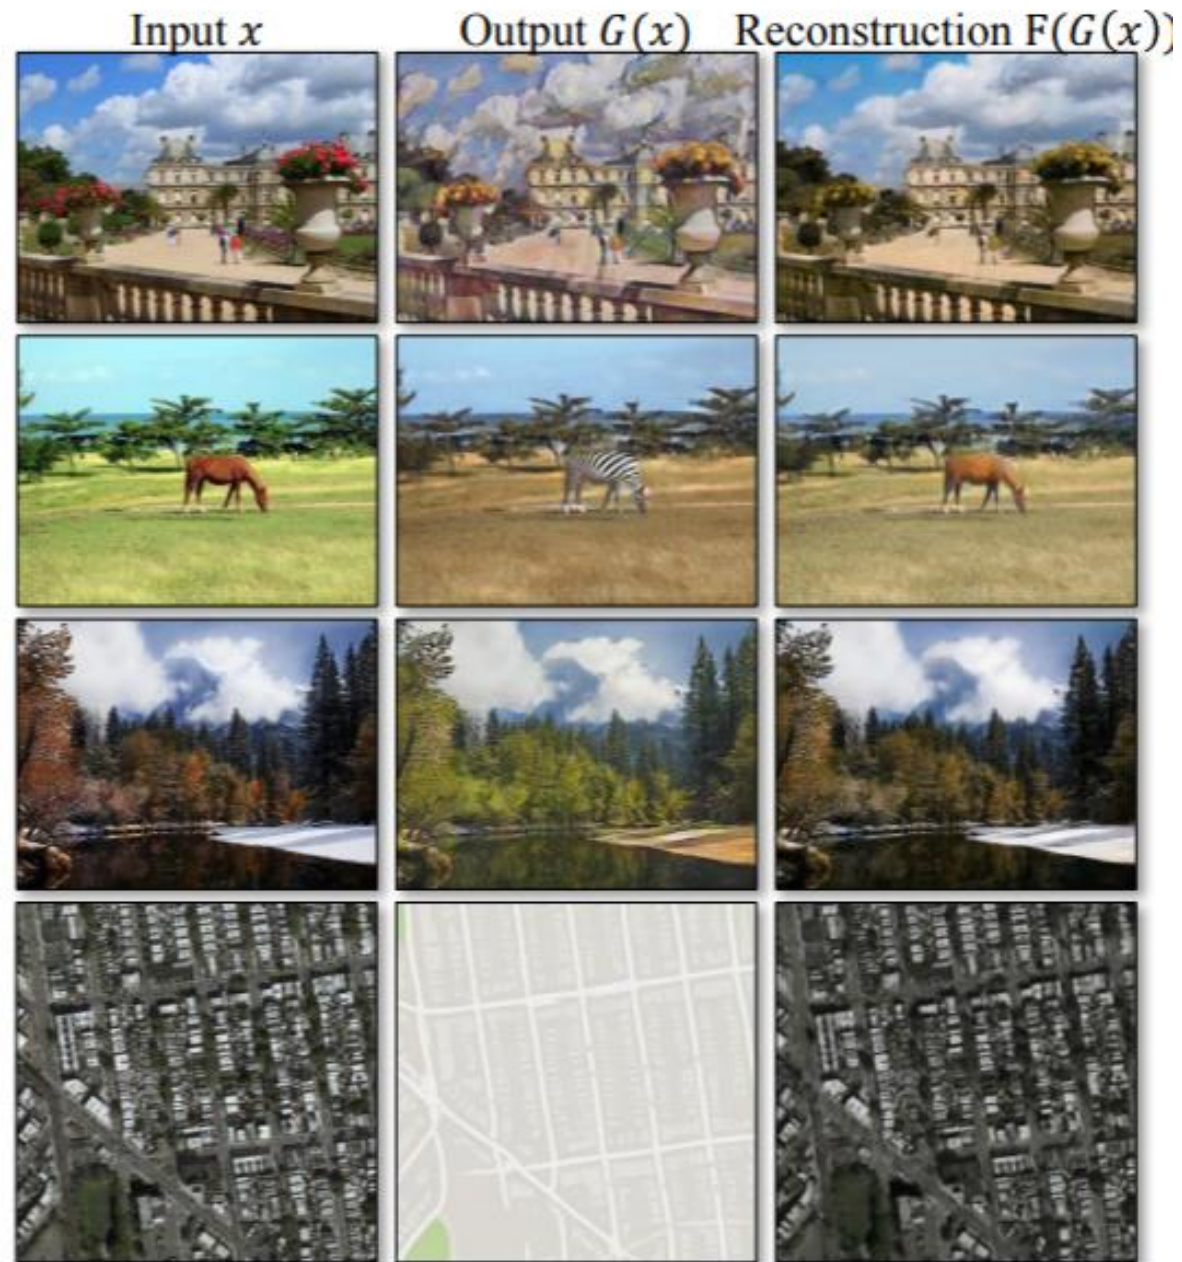 Input x
Output G(x)
Reconstruction F(G(x))